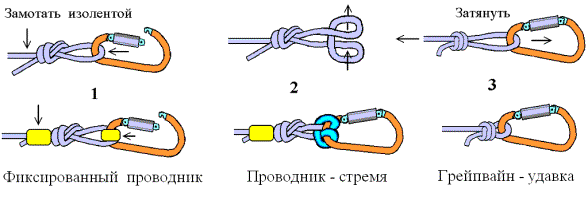 Замотать изолентой
Затянуть
1
2
3
Фиксированный проводник
Проводник - стремя
Грейпвайн - удавка